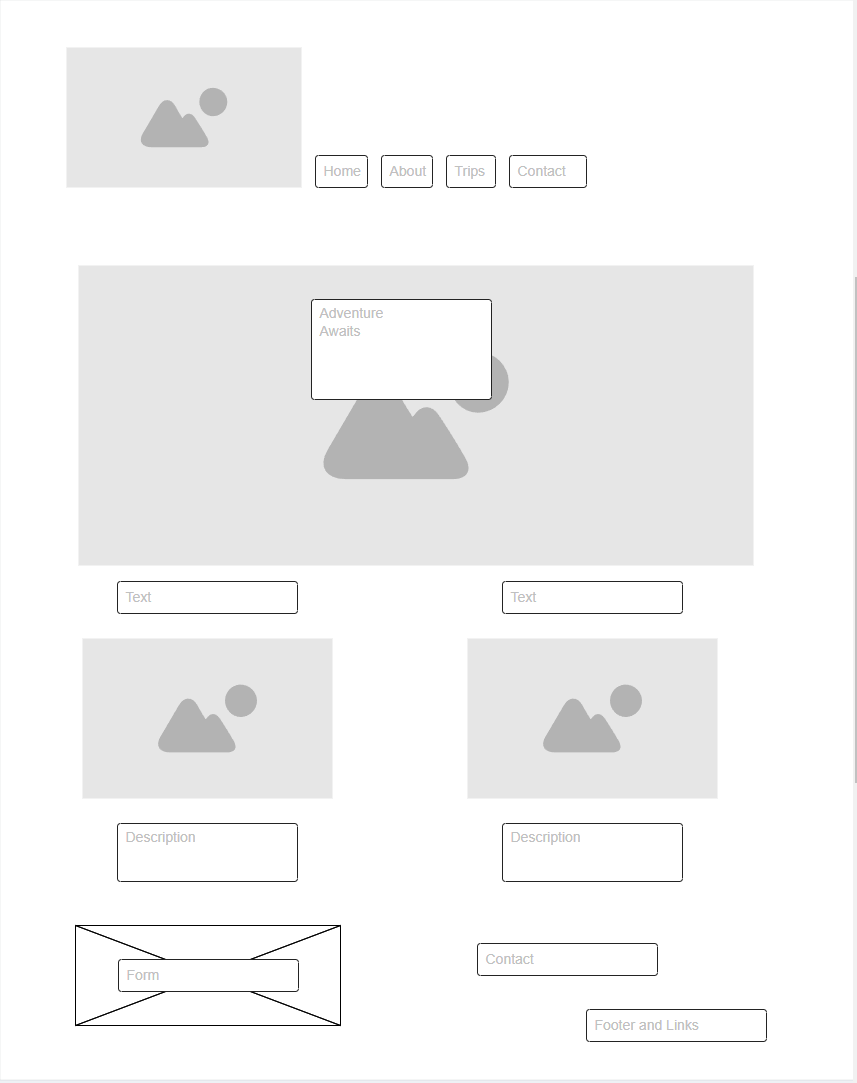 Home
About
Trips
Contact
Adventure
Awaits
Text
Text
Description
Description
Form
Contact
Footer and Links